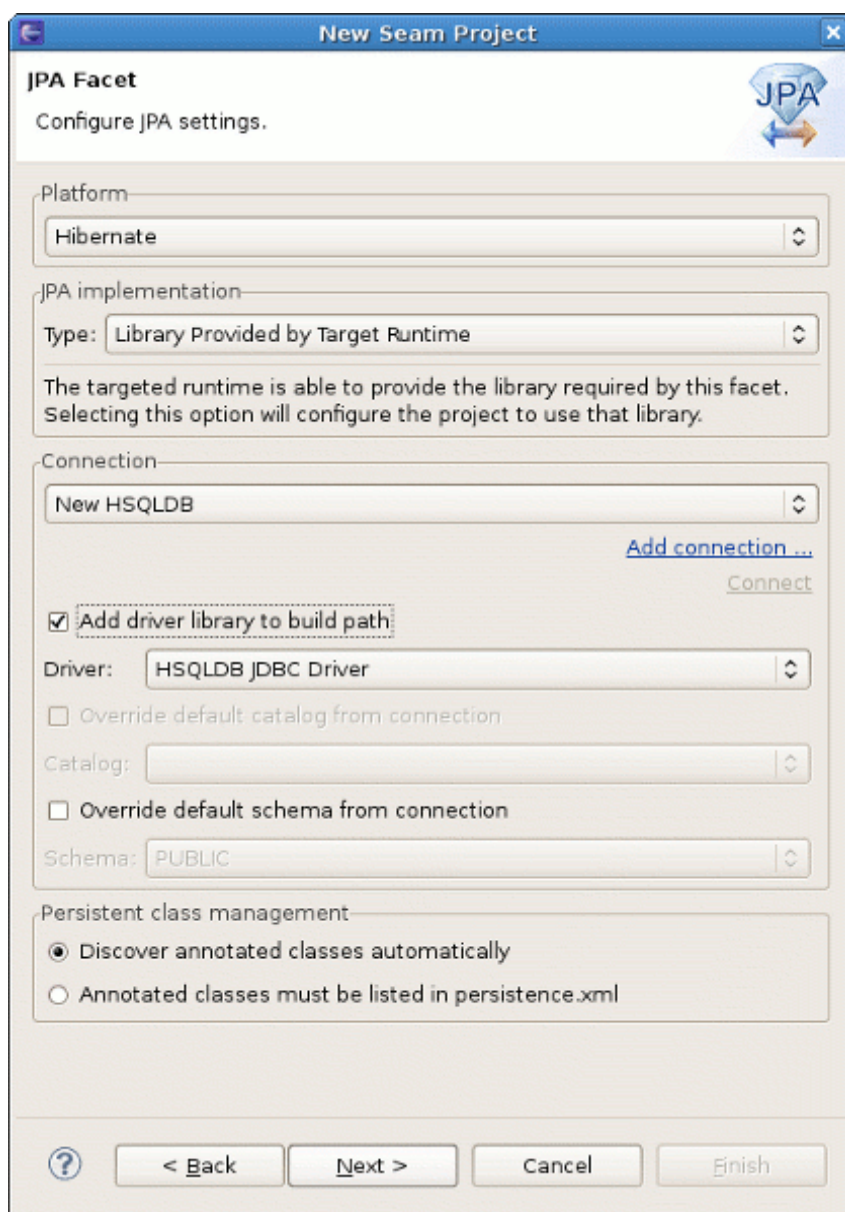 New Seam Project
JPA Facet
Configure JPA settings.
JPA
Platform
Hibernate
JPA implementation
Type: Library Provided by Target Runtime
The targeted runtime is able to provide the library required by this facet.
Selecting this option will configure the project to use that library.
Connection
New HSQLDB
Add connection ...
Connect
Add driver library to build path
Driver: HSQLDB JDBC Driver
Override default catalog from connection
Catalog:
Override default schema from connection
Schema: PUBLIC
Persistent class management
Discover annotated classes automatically
Annotated classes must be listed in persistence.xml
? < Back Next > Cancel Finish